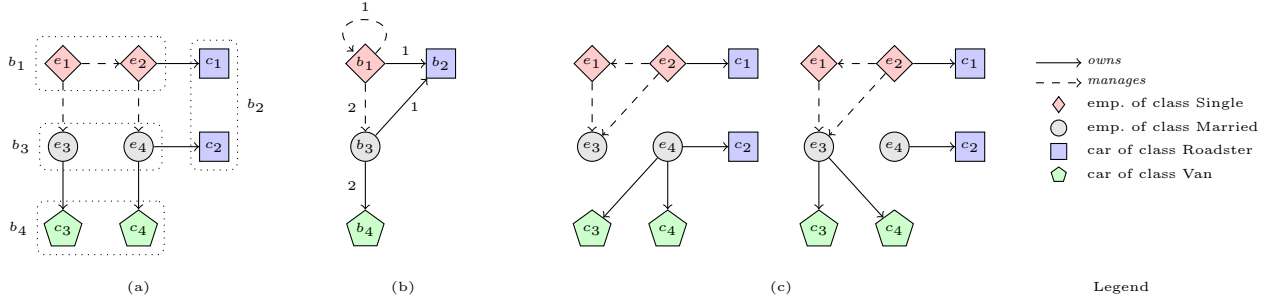 1
b1 e1 e2 c1 b1 1 b2 e1 e2 c1 e1 e2 c1 owns
manages
b2 2 1 emp. of class Single
b3 e3 e4 c2 b3 e3 e4 c2 e3 e4 c2 emp. of class Married
car of class Roadster
2 car of class Van
b4 c3 c4 b4 c3 c4 c3 c4
(a) (b) (c) Legend